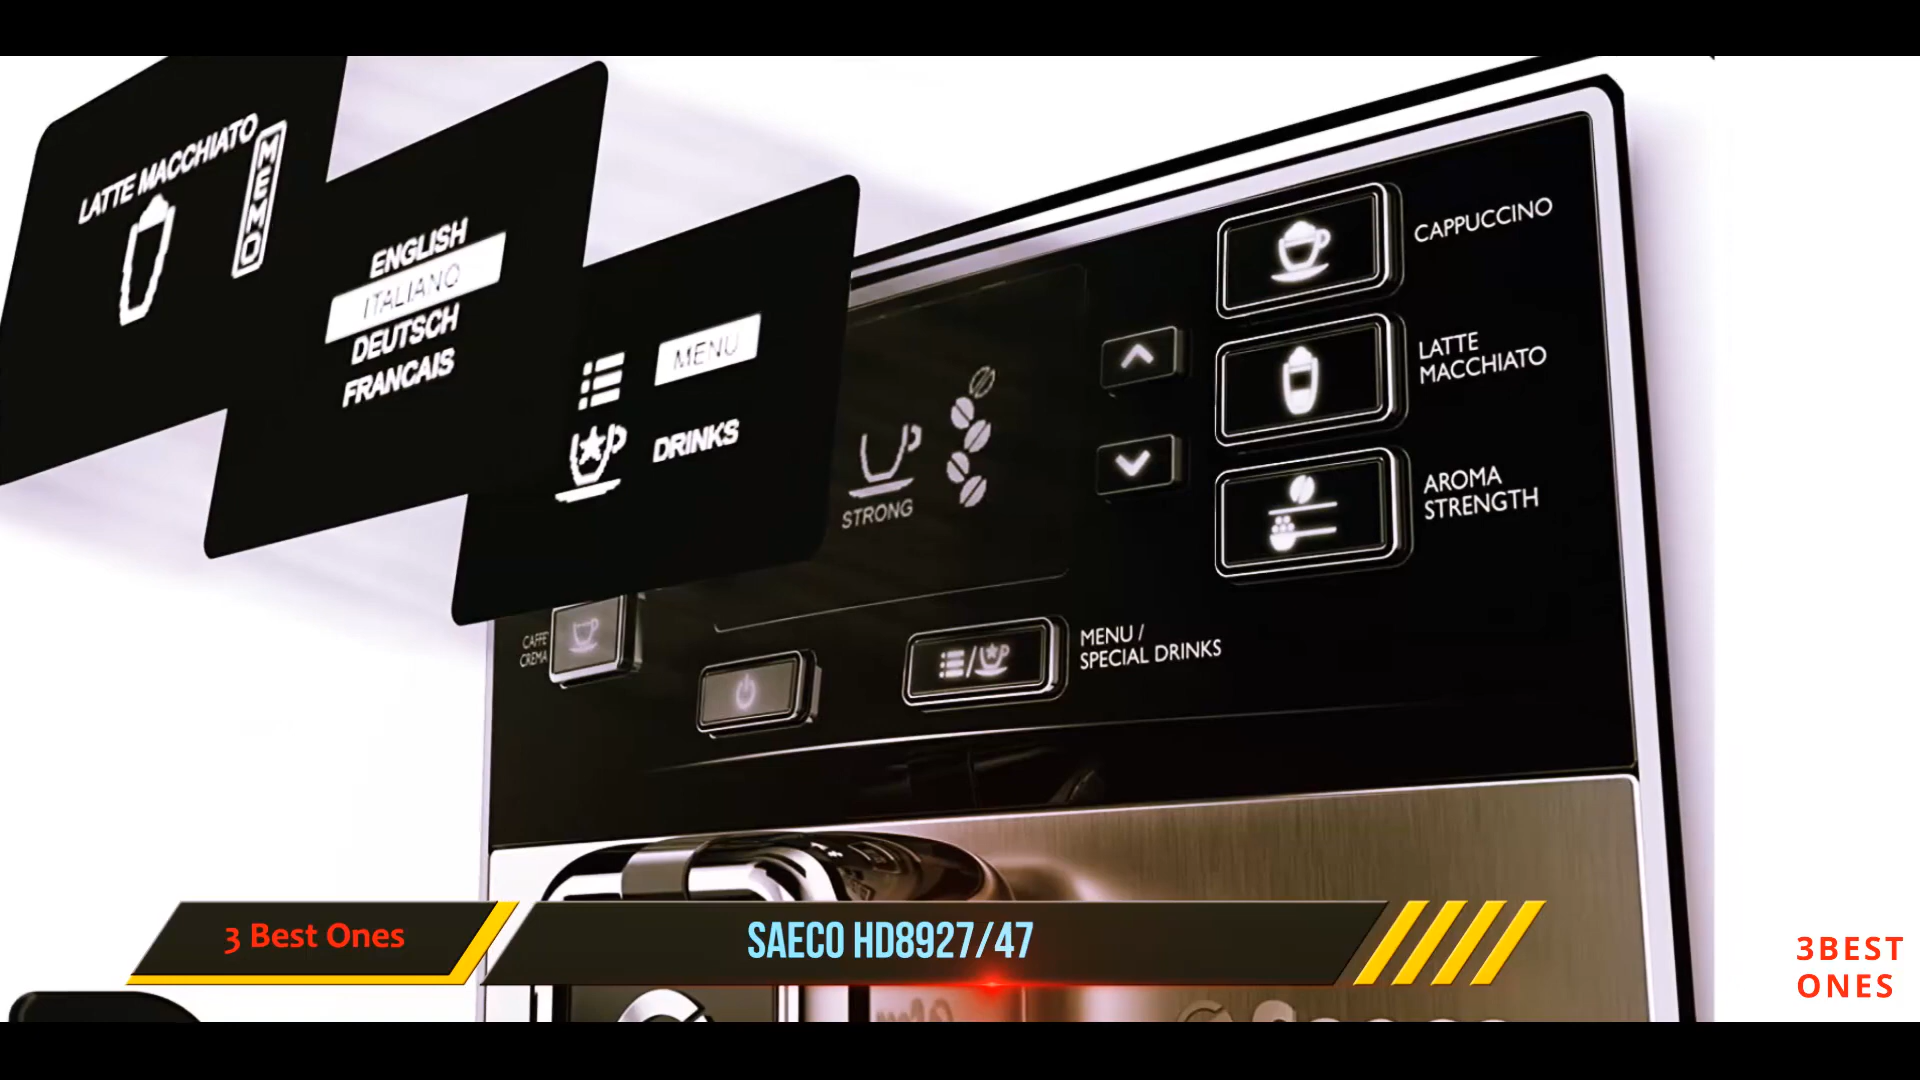 LATTE MACCHIATO
MEMO
ENGLISH
ITALIANO
DEUTSCH
FRANCAIS
MENU
DRINKS
STRONG
CAPPUCCINO
LATTE
MACCHIATO
AROMA
STRENGTH
CAFFE
CREMA
MENU /
SPECIAL DRINKS
3 Best Ones
SAECO HD8927/47
3BEST
ONES